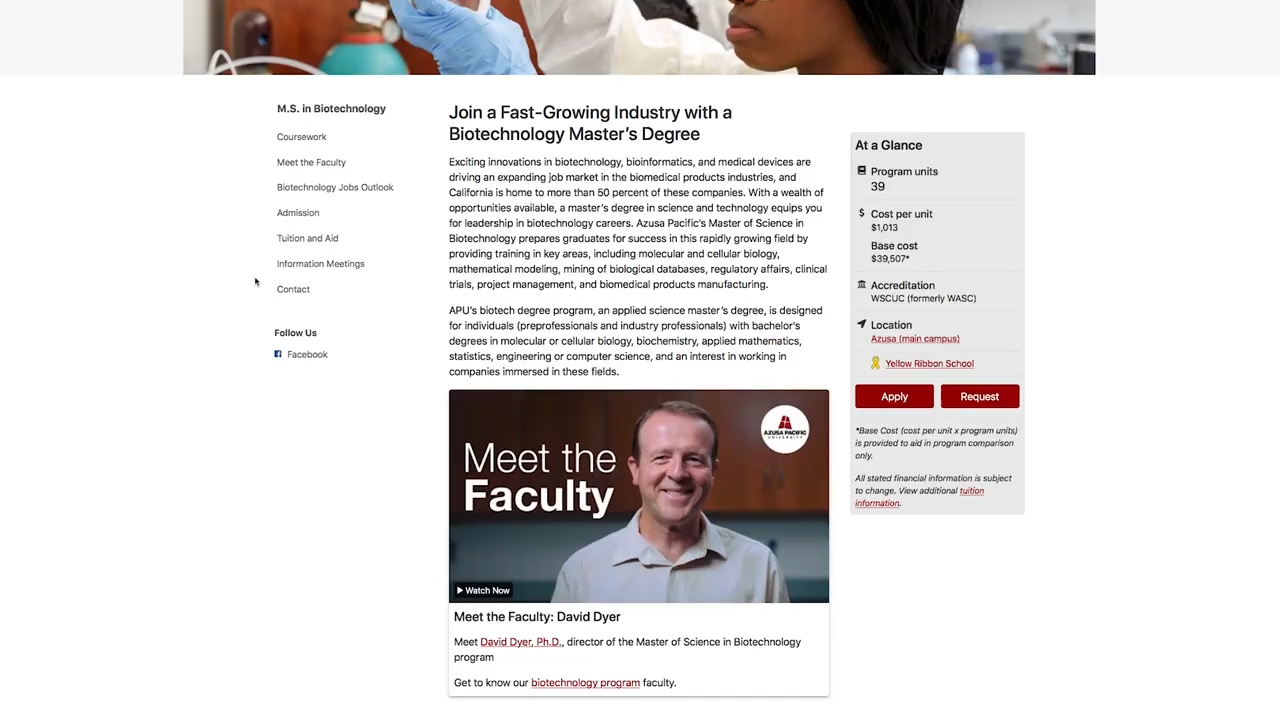 M.S. in Biotechnology
Coursework
Meet the Faculty
Biotechnology Jobs Outlook
Admission
Tuition and Aid
Information Meetings
Contact
Follow Us
Facebook
Join a Fast-Growing Industry with a
Biotechnology Master's Degree
Exciting innovations in biotechnology, bioinformatics, and medical devices are
driving an expanding job market in the biomedical products industries, and
California is home to more than 50 percent of these companies. With a wealth of
opportunities available, a master's degree in science and technology equips you
for leadership in biotechnology careers. Azusa Pacific's Master of Science in
Biotechnology prepares graduates for success in this rapidly growing field by
providing training in key areas, including molecular and cellular biology,
mathematical modeling, mining of biological databases, regulatory affairs, clinical
trials, project management, and biomedical products manufacturing.
APU's biotech degree program, an applied science master's degree, is designed
for individuals (preprofessionals and industry professionals) with bachelor's
degrees in molecular or cellular biology, biochemistry, applied mathematics,
statistics, engineering or computer science, and an interest in working in
companies immersed in these fields.
Meet the
Faculty
AZUSA PACIFIC
UNIVERSITY
Watch Now
Meet the Faculty: David Dyer
Meet David Dyer, Ph.D., director of the Master of Science in Biotechnology
program
Get to know our biotechnology program faculty.
At a Glance
Program units
39
$ Cost per unit
$1,013
Base cost
$39,507*
Accreditation
WSCUC (formerly WASC)
Location
Azusa (main campus)
Yellow Ribbon School
Apply
Request
*Base Cost (cost per unit x program units)
is provided to aid in program comparison
only.
All stated financial information is subject
to change. View additional tuition
information.